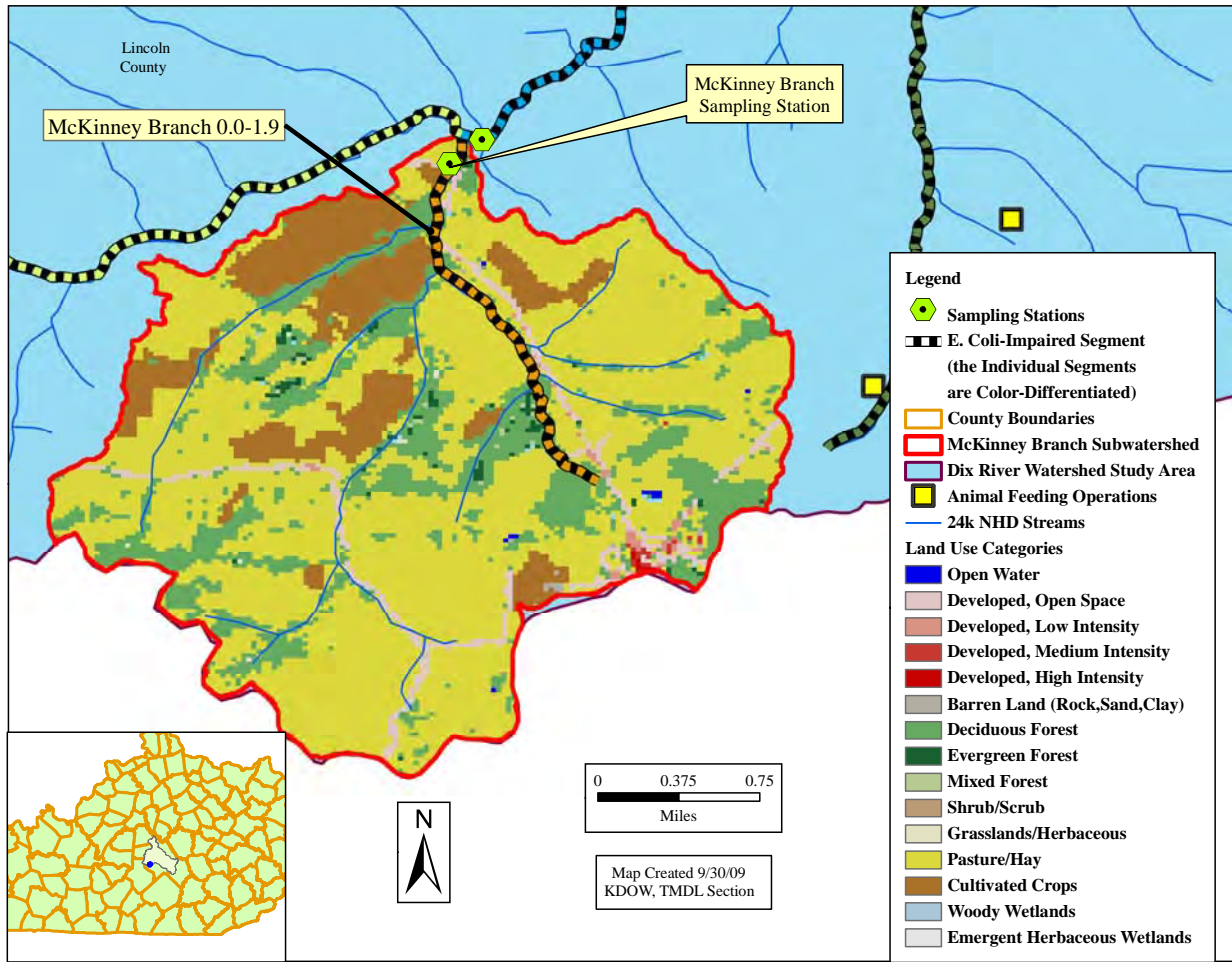 Lincoln
County
McKinney Branch
Sampling Station
McKinney Branch 0.0-1.9
Legend
Sampling Stations
E. Coli-Impaired Segment
(the Individual Segments
are Color-Differentiated)
County Boundaries
McKinney Branch Subwatershed
Dix River Watershed Study Area
Animal Feeding Operations
24k NHD Streams
Land Use Categories
Open Water
Developed, Open Space
Developed, Low Intensity
Developed, Medium Intensity
Developed, High Intensity
Barren Land (Rock,Sand,Clay)
Deciduous Forest
Evergreen Forest
Mixed Forest
Shrub/Scrub
Grasslands/Herbaceous
Pasture/Hay
Cultivated Crops
Woody Wetlands
Emergent Herbaceous Wetlands
0 0.375 0.75
Miles
N
Map Created 9/30/09
KDOW, TMDL Section